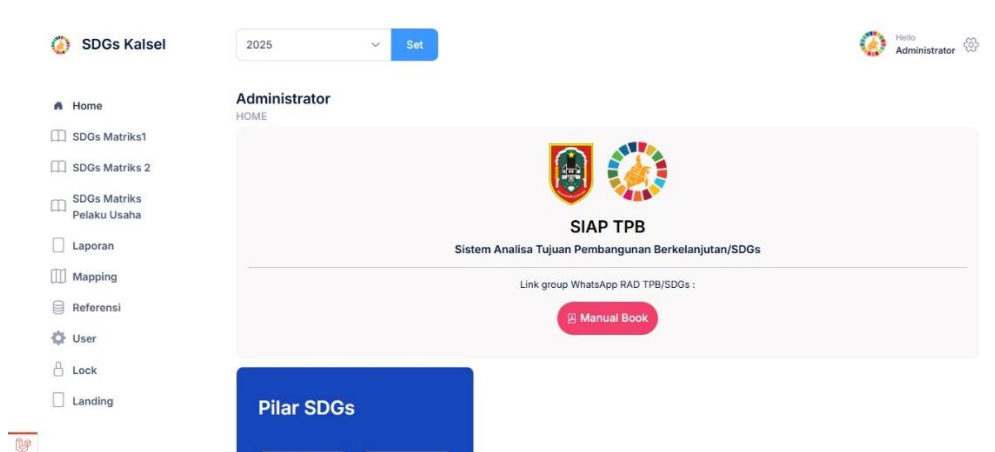 SDGs Kalsel
2025
Set
Hello
Administrator
Home
SDGs Matriks1
SDGs Matriks 2
SDGs Matriks
Pelaku Usaha
Laporan
Mapping
Referensi
User
Lock
Landing
Administrator
HOME
SIAP TPB
Sistem Analisa Tujuan Pembangunan Berkelanjutan/SDGs
Link group WhatsApp RAD TPB/SDGs :
Manual Book
Pilar SDGs